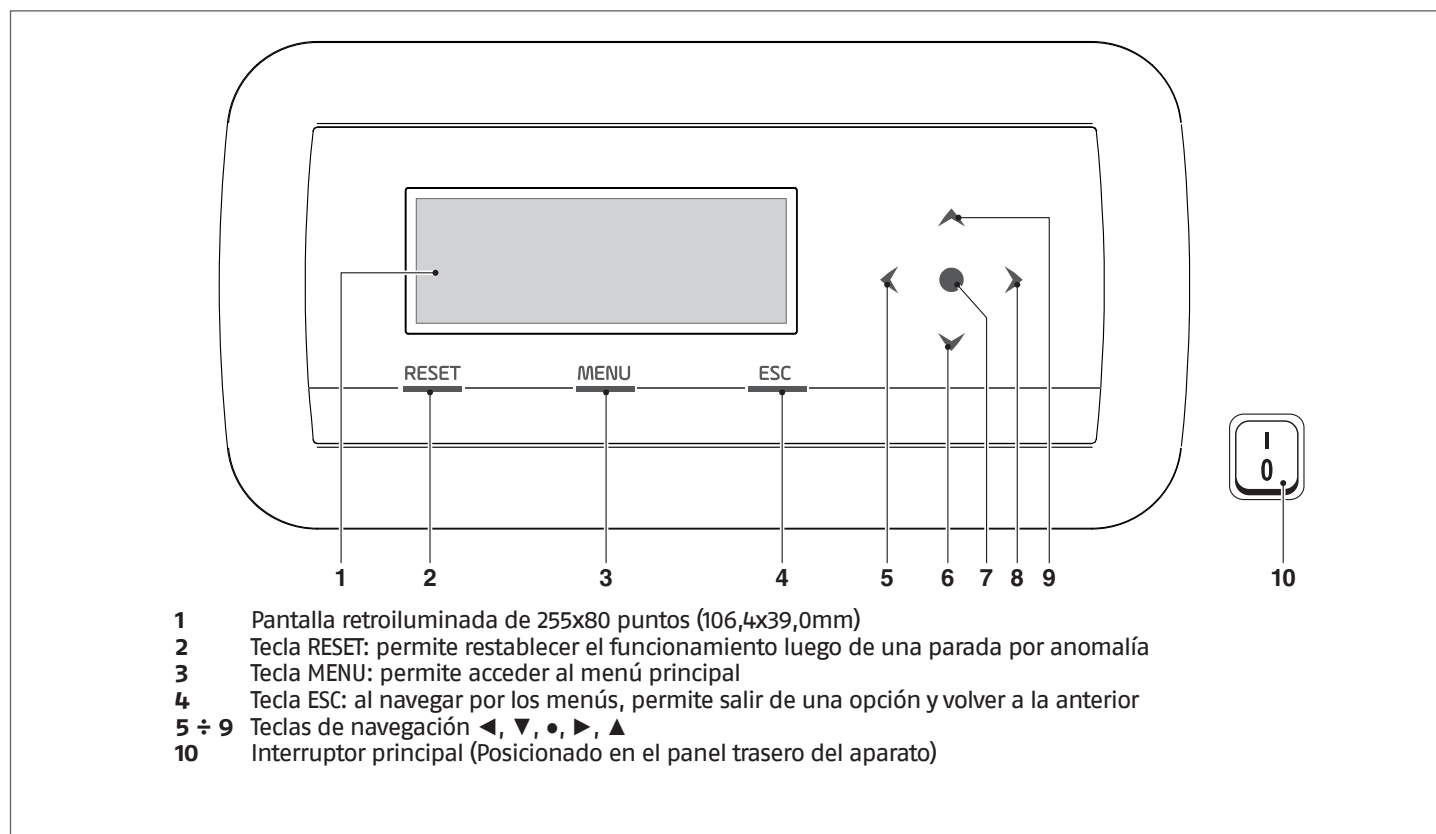 RESET MENU ESC
I
0
1 2 3 4 5 6 7 8 9 10
1 Pantalla retroiluminada de 255x80 puntos (106,4x39,0mm)
2 Tecla RESET: permite restablecer el funcionamiento luego de una parada por anomalía
3 Tecla MENU: permite acceder al menú principal
4 Tecla ESC: al navegar por los menús, permite salir de una opción y volver a la anterior
5 ÷ 9 Teclas de navegación ◄, ▼, ●, ►, ▲
10 Interruptor principal (Posicionado en el panel trasero del aparato)